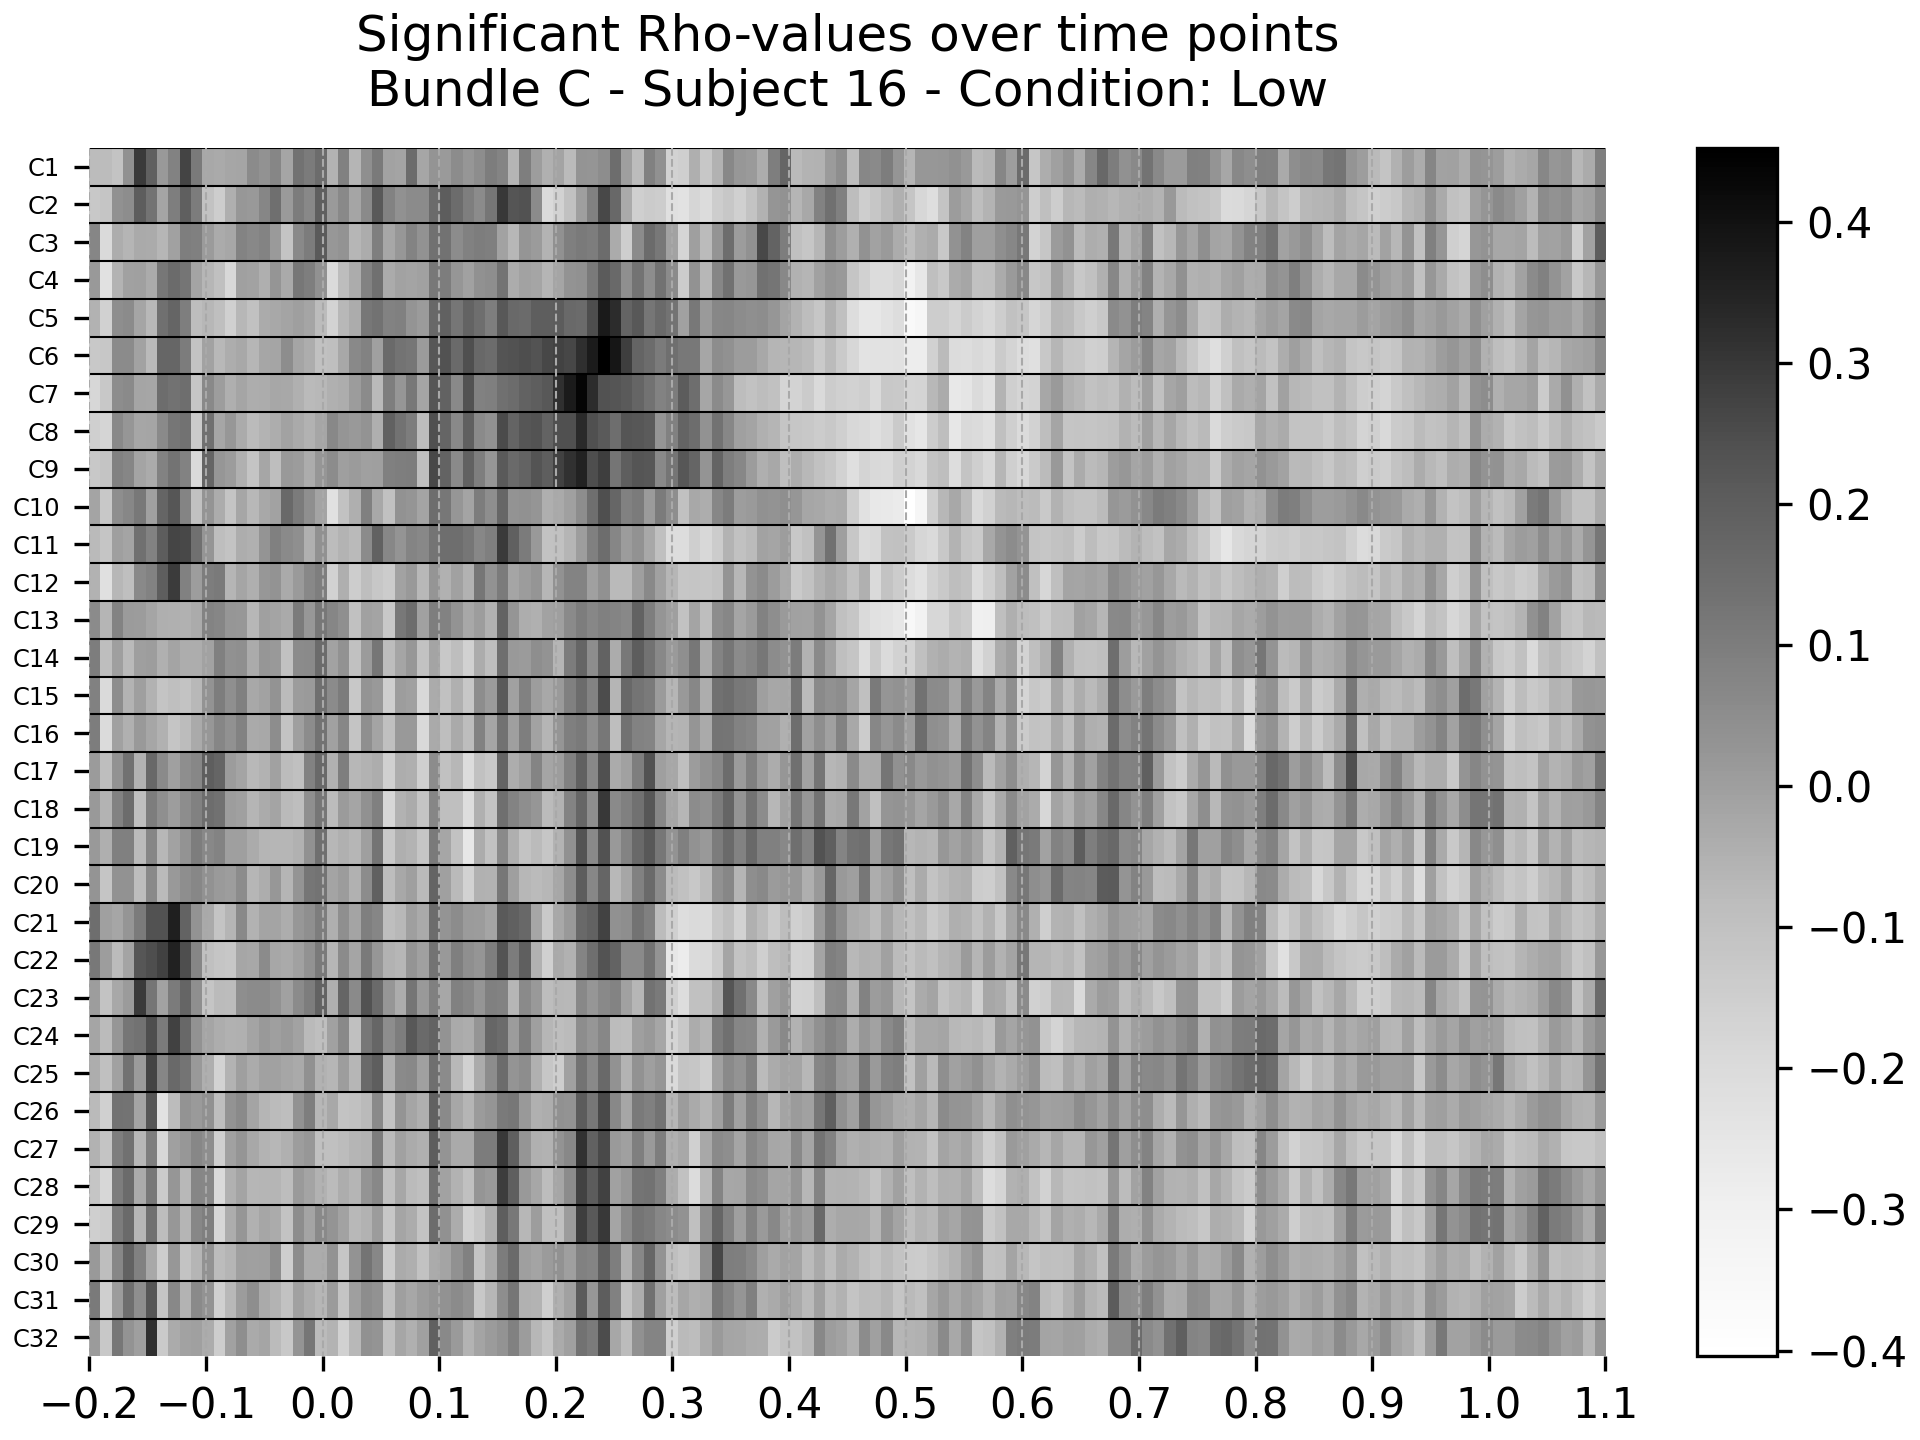 Significant Rho-values over time points
Bundle C - Subject 16 - Condition: Low
C1
C2
C3
C4
C5
C6
C7
C8
C9
C10
C11
C12
C13
C14
C15
C16
C17
C18
C19
C20
C21
C22
C23
C24
C25
C26
C27
C28
C29
C30
C31
C32
−0.2 −0.1 0.0 0.1 0.2 0.3 0.4 0.5 0.6 0.7 0.8 0.9 1.0 1.1
0.4
0.3
0.2
0.1
0.0
−0.1
−0.2
−0.3
−0.4